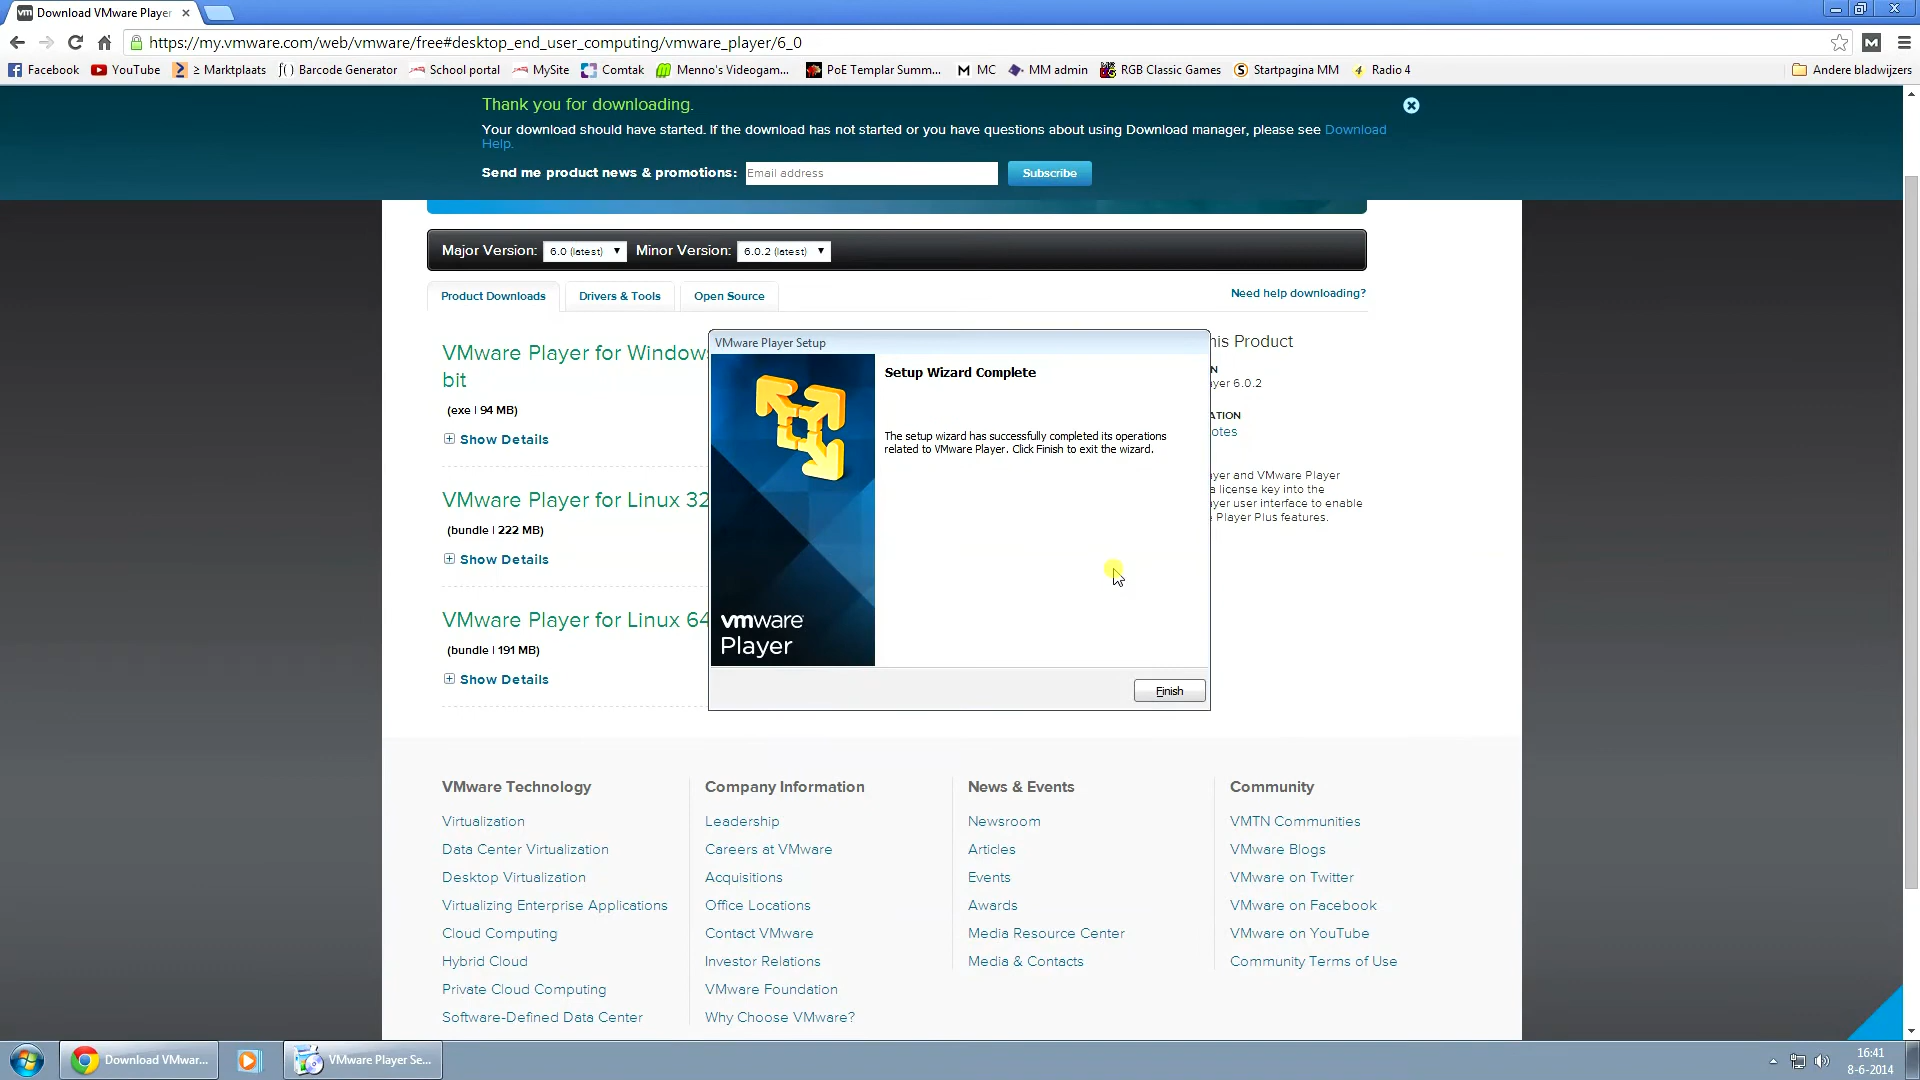 Download VMware Player
https://my.vmware.com/web/vmware/free#desktop_end_user_computing/vmware_player/6_0
Facebook
YouTube
≥ Marktplaats
Barcode Generator
School portal
MySite
Comtak
Menno's Videogam...
PoE Templar Summ...
MC
MM admin
RGB Classic Games
Startpagina MM
Radio 4
Andere bladwijzers
Thank you for downloading.
Your download should have started. If the download has not started or you have questions about using Download manager, please see Download
Help.
Send me product news & promotions:
Email address
Subscribe
Major Version:
6.0 (latest)
Minor Version:
6.0.2 (latest)
Product Downloads
Drivers & Tools
Open Source
Need help downloading?
VMware Player for Windows
bit
(exe | 94 MB)
Show Details
VMware Player for Linux 32
(bundle | 222 MB)
Show Details
VMware Player for Linux 64
(bundle | 191 MB)
Show Details
VMware Player Setup
Setup Wizard Complete
The setup wizard has successfully completed its operations
related to VMware Player. Click Finish to exit the wizard.
vmware
Player
Finish
his Product
N
yer 6.0.2
ATION
otes
yer and VMware Player
a license key into the
yer user interface to enable
Player Plus features.
VMware Technology
Virtualization
Data Center Virtualization
Desktop Virtualization
Virtualizing Enterprise Applications
Cloud Computing
Hybrid Cloud
Private Cloud Computing
Software-Defined Data Center
Company Information
Leadership
Careers at VMware
Acquisitions
Office Locations
Contact VMware
Investor Relations
VMware Foundation
Why Choose VMware?
News & Events
Newsroom
Articles
Events
Awards
Media Resource Center
Media & Contacts
Community
VMTN Communities
VMware Blogs
VMware on Twitter
VMware on Facebook
VMware on YouTube
Community Terms of Use
Download VMwar...
VMware Player Se...
16:41
8-6-2014